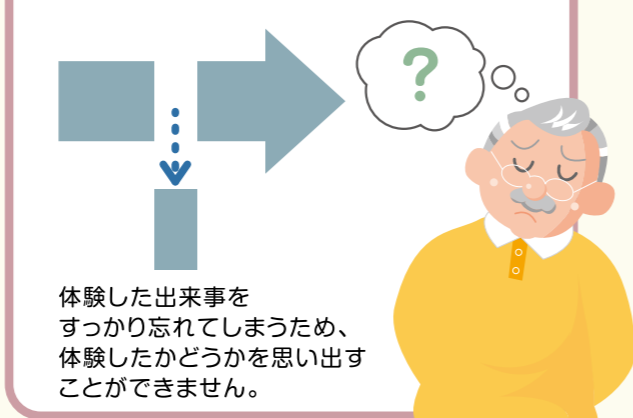 ?
体験した出来事を
すっかり忘れてしまうため、
体験したかどうかを思い出す
ことができません。